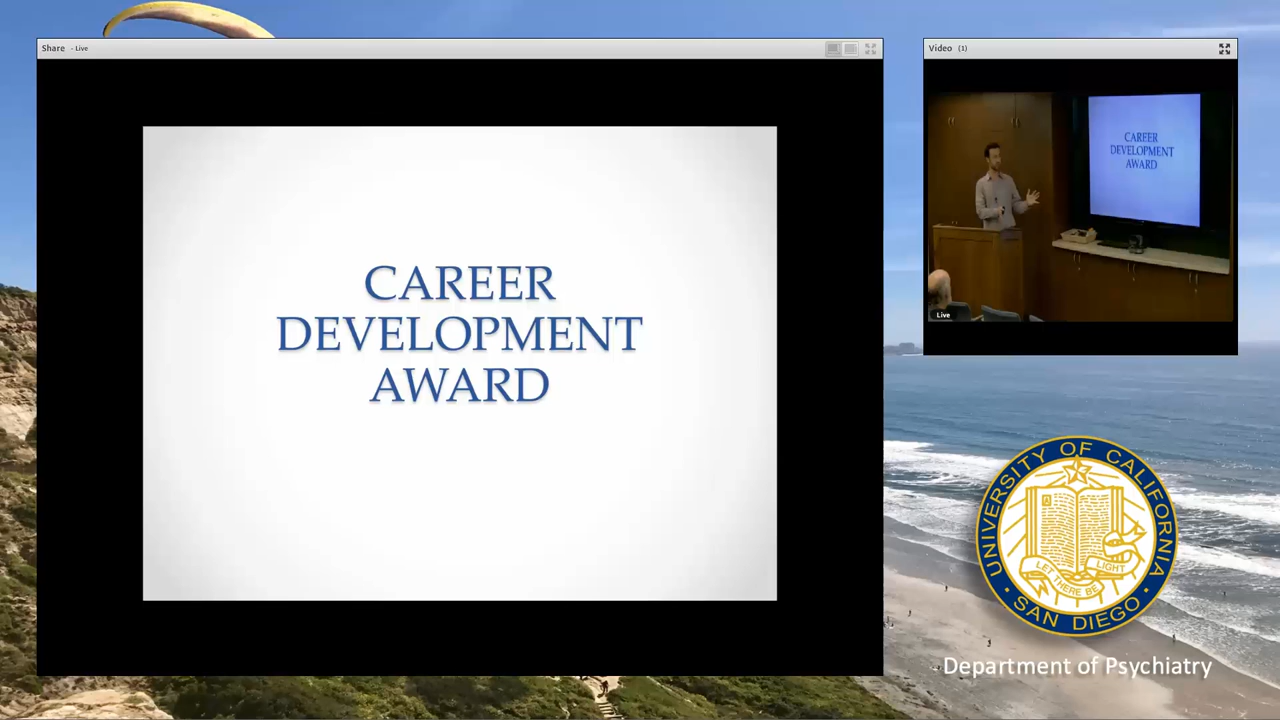 Share - Live
CAREER
DEVELOPMENT
AWARD
Video (1)
CAREER
DEVELOPMENT
AWARD
Live
UNIVERSITY OF CALIFORNIA
• SAN DIEGO •
A
LET THERE BE LIGHT
Department of Psychiatry